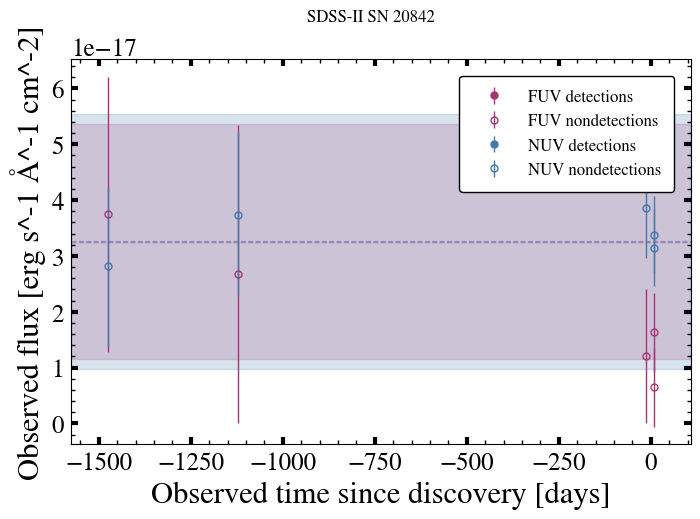 SDSS-II SN 20842
1e−17
Observed flux [erg s^-1 Å^-1 cm^-2]
6
5
4
3
2
1
0
FUV detections
FUV nondetections
NUV detections
NUV nondetections
−1500 −1250 −1000 −750 −500 −250 0
Observed time since discovery [days]